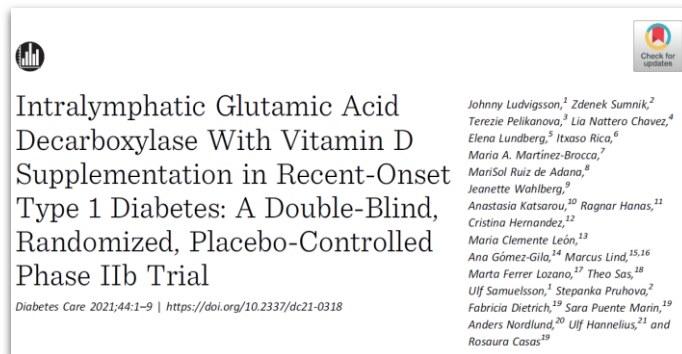 Check for
updates
Intralymphatic Glutamic Acid
Decarboxylase With Vitamin D
Supplementation in Recent-Onset
Type 1 Diabetes: A Double-Blind,
Randomized, Placebo-Controlled
Phase IIb Trial
Diabetes Care 2021;44:1–9 | https://doi.org/10.2337/dc21-0318
Johnny Ludvigsson,1 Zdenek Sumnik,2
Terezie Pelikanova,3 Lia Nattero Chavez,4
Elena Lundberg,5 Itxaso Rica,6
Maria A. Martínez-Brocca,7
MariSol Ruiz de Adana,8
Jeanette Wahlberg,9
Anastasia Katsarou,10 Ragnar Hanas,11
Cristina Hernandez,12
Maria Clemente León,13
Ana Gómez-Gila,14 Marcus Lind,15,16
Marta Ferrer Lozano,17 Theo Sas,18
Ulf Samuelsson,1 Stepanka Pruhova,2
Fabricia Dietrich,19 Sara Puente Marin,19
Anders Nordlund,20 Ulf Hannelius,21 and
Rosaura Casas19